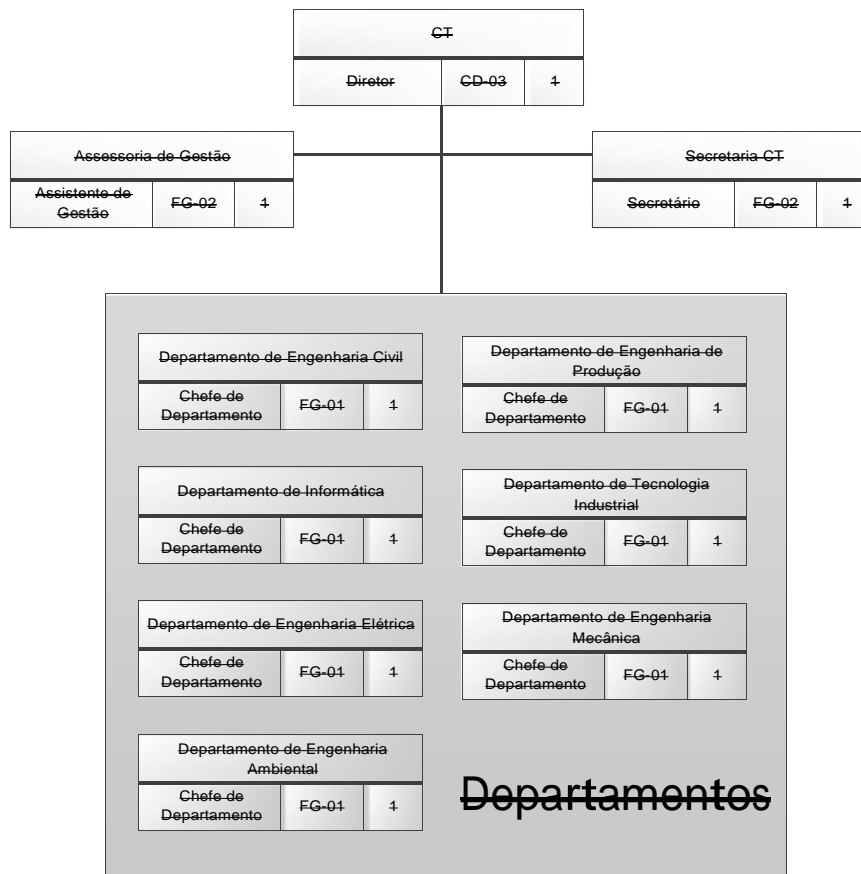 CT
Diretor CD-03 1
Assessoria de Gestão
Assistente de
Gestão FG-02 1
Secretaria CT
Secretário FG-02 1
Departamento de Engenharia Civil
Chefe de
Departamento FG-01 1
Departamento de Engenharia de
Produção
Chefe de
Departamento FG-01 1
Departamento de Informática
Chefe de
Departamento FG-01 1
Departamento de Tecnologia
Industrial
Chefe de
Departamento FG-01 1
Departamento de Engenharia Elétrica
Chefe de
Departamento FG-01 1
Departamento de Engenharia
Mecânica
Chefe de
Departamento FG-01 1
Departamento de Engenharia
Ambiental
Chefe de
Departamento FG-01 1
Departamentos